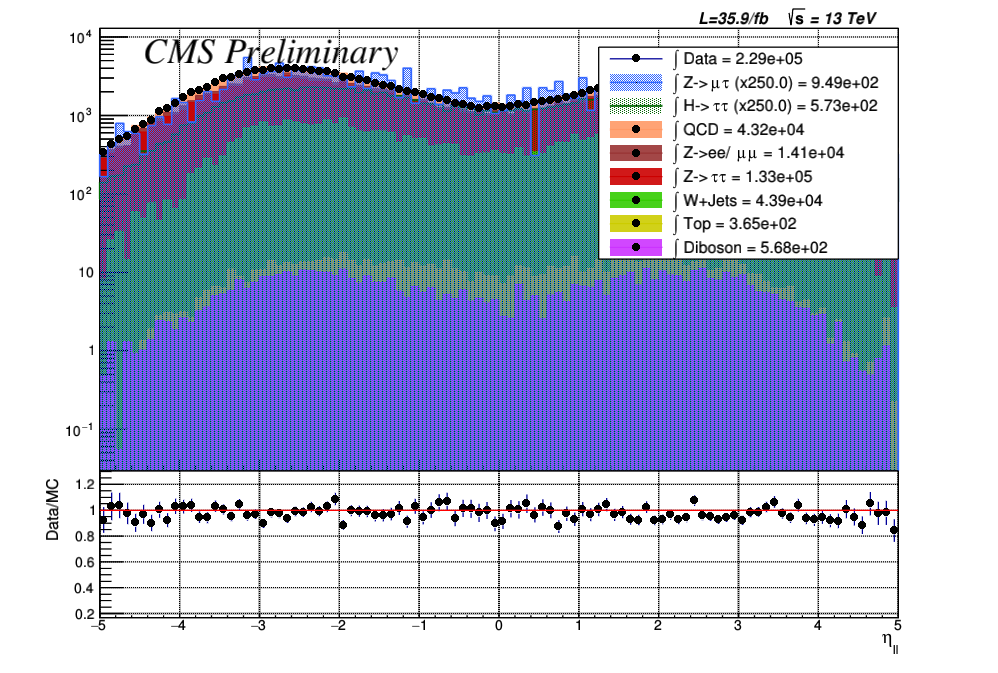 L=35.9/fb √s = 13 TeV
CMS Preliminary
10⁴
10³
10²
10
1
10⁻¹
∫ Data = 2.29e+05
∫ Z->μτ (x250.0) = 9.49e+02
∫ H->ττ (x250.0) = 5.73e+02
∫ QCD = 4.32e+04
∫ Z->ee/ μμ = 1.41e+04
∫ Z->ττ = 1.33e+05
∫ W+Jets = 4.39e+04
∫ Top = 3.65e+02
∫ Diboson = 5.68e+02
Data/MC
1.2
1
0.8
0.6
0.4
0.2
−5 −4 −3 −2 −1 0 1 2 3 4 5
η_ll